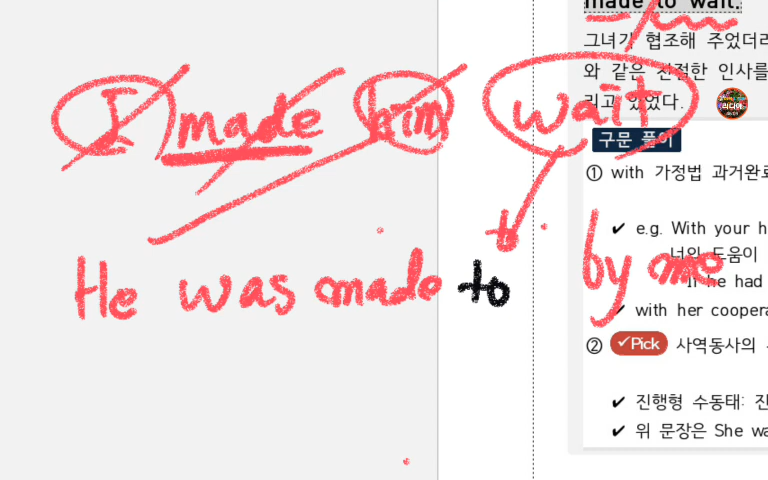 made to wait.
그녀가 협조해 주었더라
와 같은 친절한 인사를
리고 있었다.
I made him wait
구문 풀이
① with 가정법 과거완료
✔ e.g. With your h
너의 도움이
If he had
He was made to by me
✔ with her coopera
② ✓Pick 사역동사의
✔ 진행형 수동태: 진
✔ 위 문장은 She wa